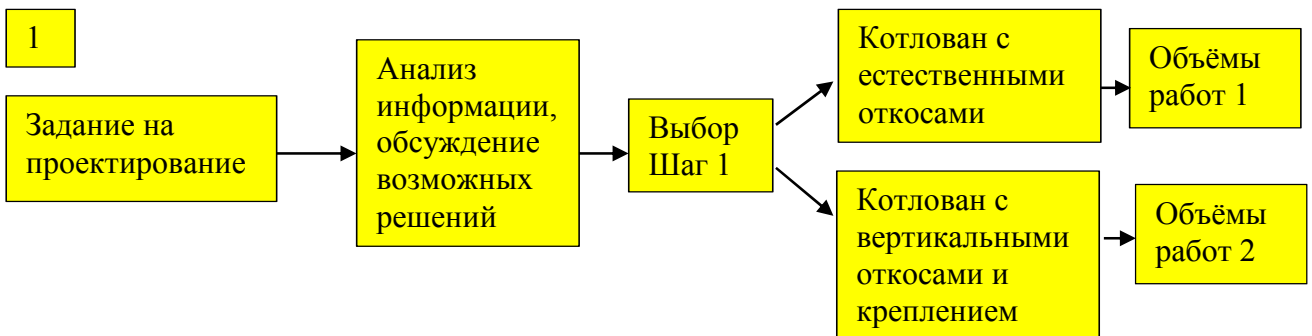 1
Задание на
проектирование
Анализ
информации,
обсуждение
возможных
решений
Выбор
Шаг 1
Котлован с
естественными
откосами
Объёмы
работ 1
Котлован с
вертикальными
откосами и
креплением
Объёмы
работ 2